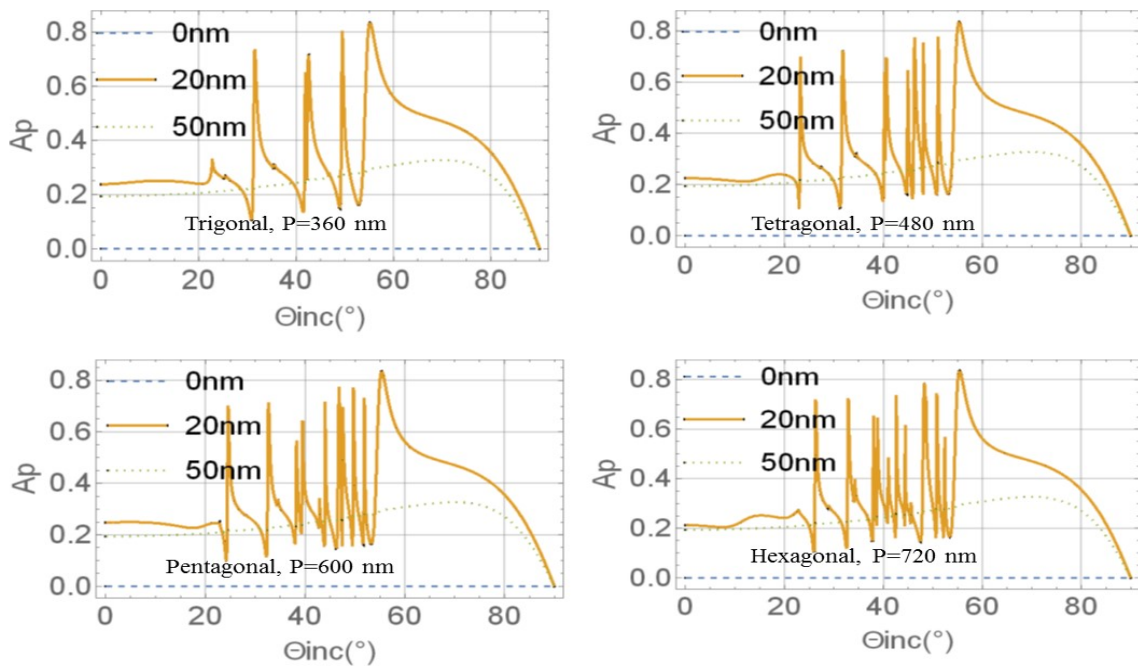 0.8
0.6
0.4
0.2
0.0
Ap
0nm
20nm
50nm
Trigonal, P=360 nm
0 20 40 60 80
Θinc(°)
0.8
0.6
0.4
0.2
0.0
Ap
0nm
20nm
50nm
Tetragonal, P=480 nm
0 20 40 60 80
Θinc(°)
0.8
0.6
0.4
0.2
0.0
Ap
0nm
20nm
50nm
Pentagonal, P=600 nm
0 20 40 60 80
Θinc(°)
0.8
0.6
0.4
0.2
0.0
Ap
0nm
20nm
50nm
Hexagonal, P=720 nm
0 20 40 60 80
Θinc(°)